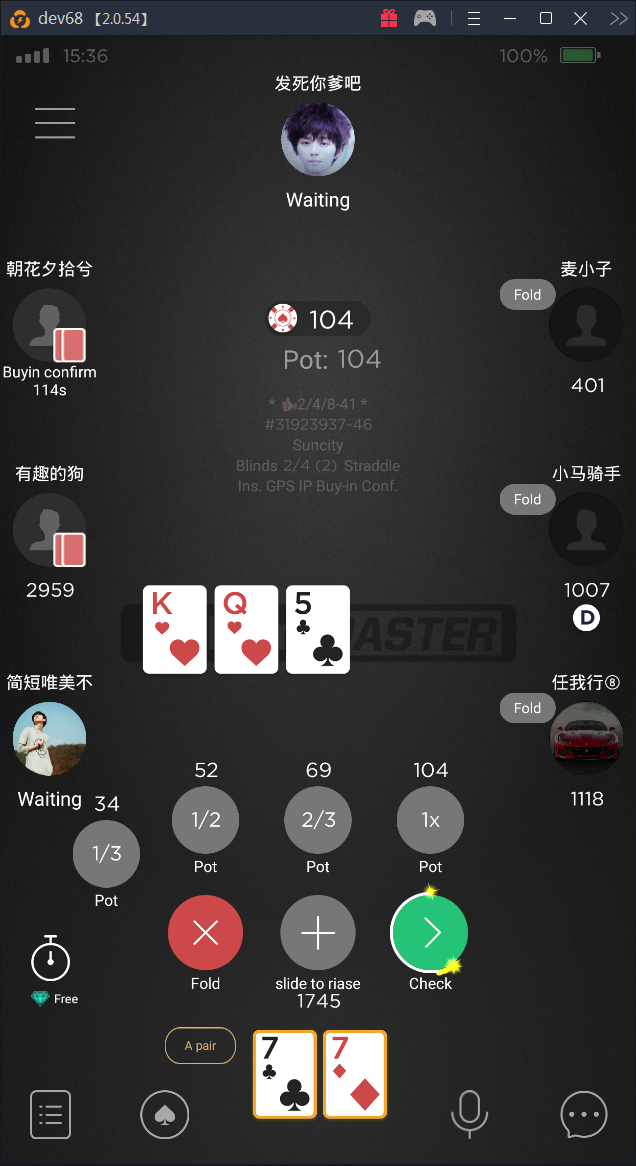 dev68 【2.0.54】
15:36
100%
发死你爹吧
Waiting
朝花夕拾兮
麦小子
Fold
104
Buyin confirm
114s
Pot: 104
401
* 2/4/8-41 *
#31923937-46
Suncity
Blinds 2/4 (2) Straddle
Ins. GPS IP Buy-in Conf.
有趣的狗
小马骑手
Fold
2959
1007
D
K
Q
5
ASTER
简短唯美不
任我行⑧
Fold
Waiting
1118
34
1/3
Pot
52
1/2
Pot
69
2/3
Pot
104
1x
Pot
Free
Fold
slide to riase
1745
Check
A pair
7
7